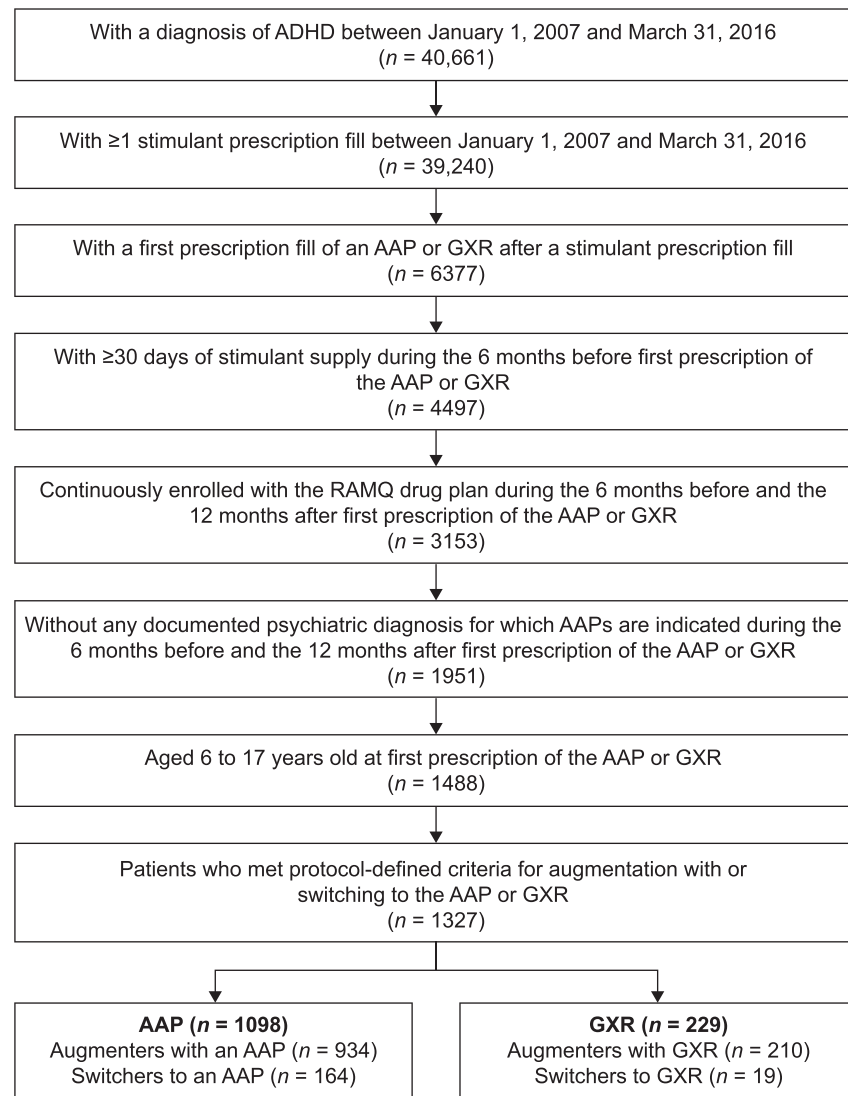 With a diagnosis of ADHD between January 1, 2007 and March 31, 2016
(n = 40,661)
With ≥1 stimulant prescription fill between January 1, 2007 and March 31, 2016
(n = 39,240)
With a first prescription fill of an AAP or GXR after a stimulant prescription fill
(n = 6377)
With ≥30 days of stimulant supply during the 6 months before first prescription of
the AAP or GXR
(n = 4497)
Continuously enrolled with the RAMQ drug plan during the 6 months before and the
12 months after first prescription of the AAP or GXR
(n = 3153)
Without any documented psychiatric diagnosis for which AAPs are indicated during the
6 months before and the 12 months after first prescription of the AAP or GXR
(n = 1951)
Aged 6 to 17 years old at first prescription of the AAP or GXR
(n = 1488)
Patients who met protocol-defined criteria for augmentation with or
switching to the AAP or GXR
(n = 1327)
AAP (n = 1098)
Augmenters with an AAP (n = 934)
Switchers to an AAP (n = 164)
GXR (n = 229)
Augmenters with GXR (n = 210)
Switchers to GXR (n = 19)